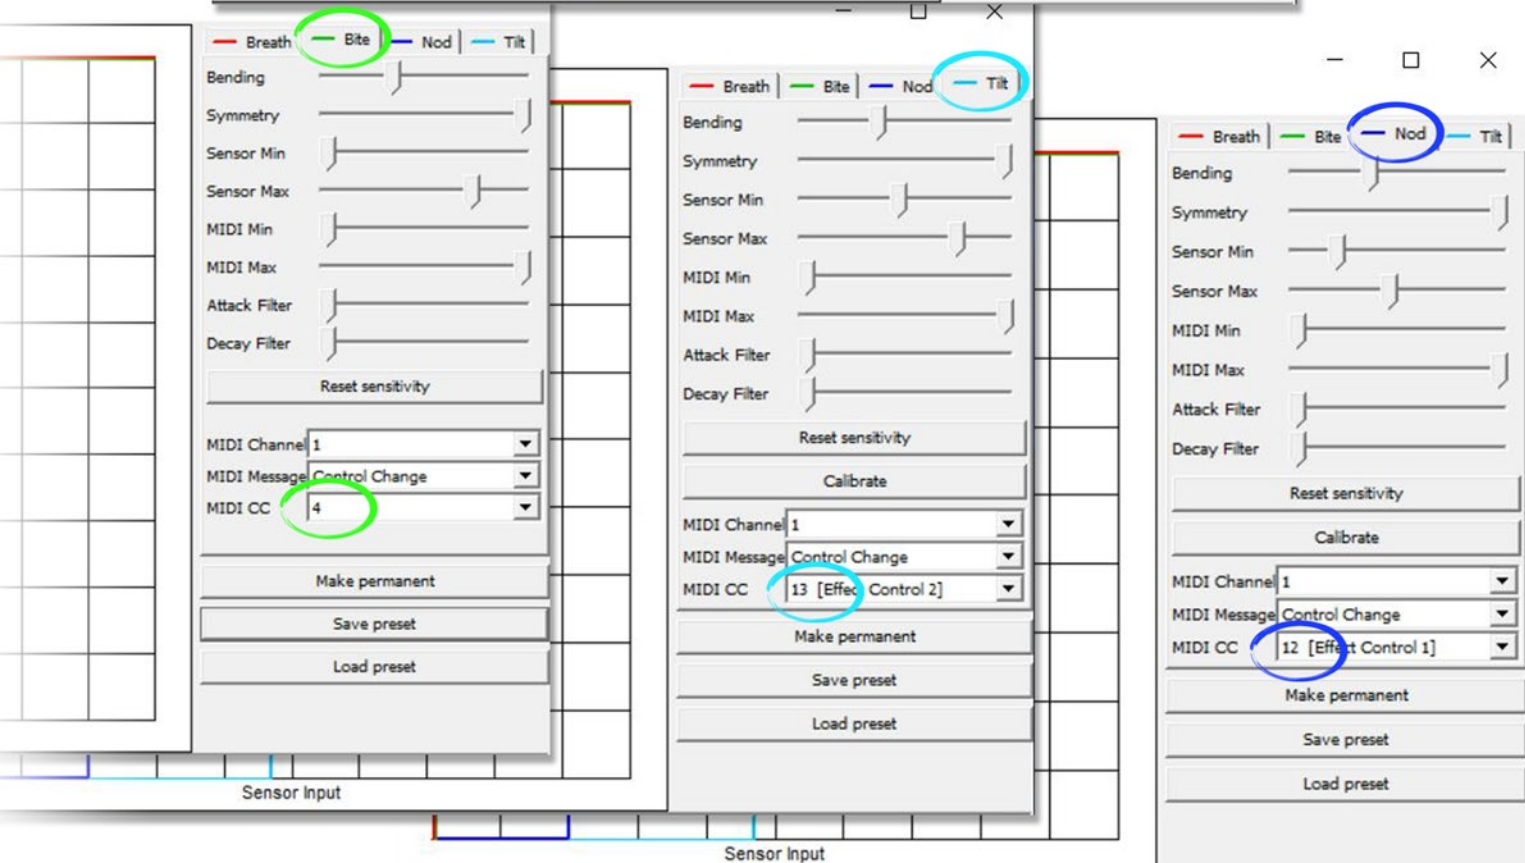 Breath Bite Nod Tilt
Bending
Symmetry
Sensor Min
Sensor Max
MIDI Min
MIDI Max
Attack Filter
Decay Filter
Reset sensitivity
MIDI Channel 1
MIDI Message Control Change
MIDI CC 4
Make permanent
Save preset
Load preset
Sensor Input
Breath Bite Nod Tilt
Bending
Symmetry
Sensor Min
Sensor Max
MIDI Min
MIDI Max
Attack Filter
Decay Filter
Reset sensitivity
Calibrate
MIDI Channel 1
MIDI Message Control Change
MIDI CC 13 [Effect Control 2]
Make permanent
Save preset
Load preset
Sensor Input
Breath Bite Nod Tilt
Bending
Symmetry
Sensor Min
Sensor Max
MIDI Min
MIDI Max
Attack Filter
Decay Filter
Reset sensitivity
Calibrate
MIDI Channel 1
MIDI Message Control Change
MIDI CC 12 [Effect Control 1]
Make permanent
Save preset
Load preset